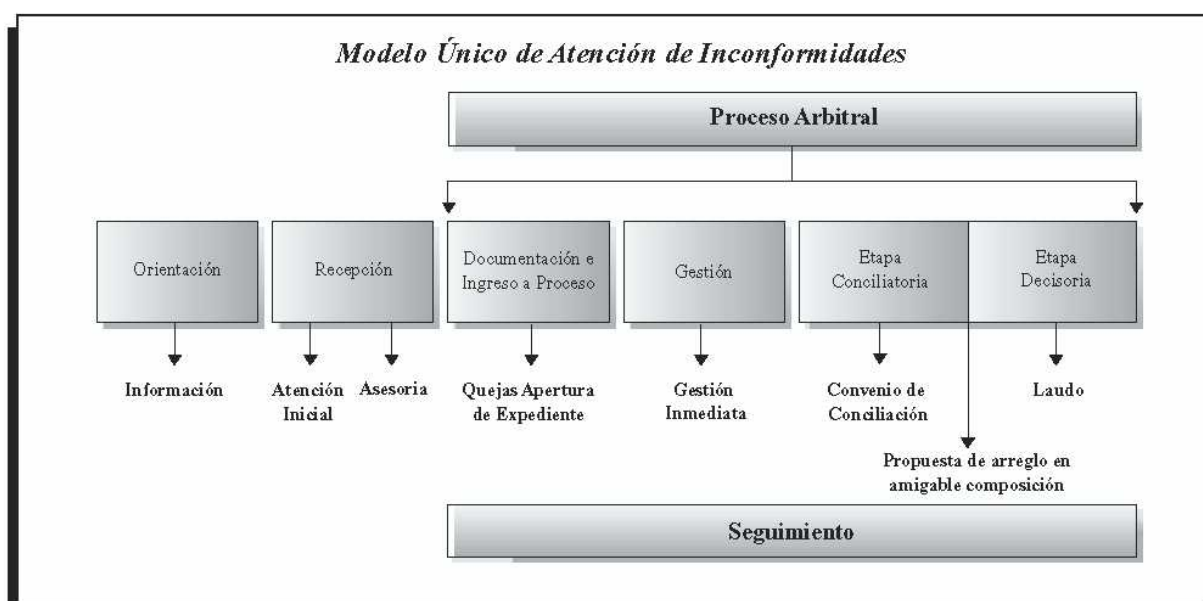 Modelo Único de Atención de Inconformidades
Proceso Arbitral
Orientación
Recepción
Documentación e
Ingreso a Proceso
Gestión
Etapa
Conciliatoria
Etapa
Decisoria
Información
Atención
Inicial
Asesoria
Quejas Apertura
de Expediente
Gestión
Inmediata
Convenio de
Conciliación
Laudo
Propuesta de arreglo en
amigable composición
Seguimiento